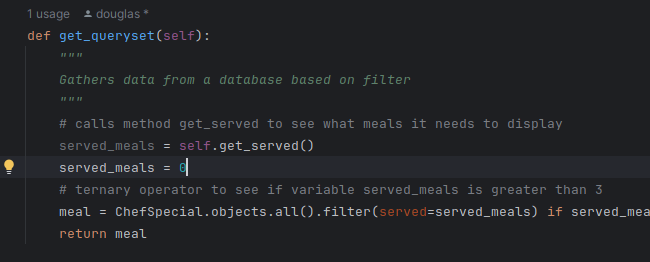 1 usage douglas *
def get_queryset(self):
"""
Gathers data from a database based on filter
"""
# calls method get_served to see what meals it needs to display
served_meals = self.get_served()
served_meals = 0
# ternary operator to see if variable served_meals is greater than 3
meal = ChefSpecial.objects.all().filter(served=served_meals) if served_mea
return meal